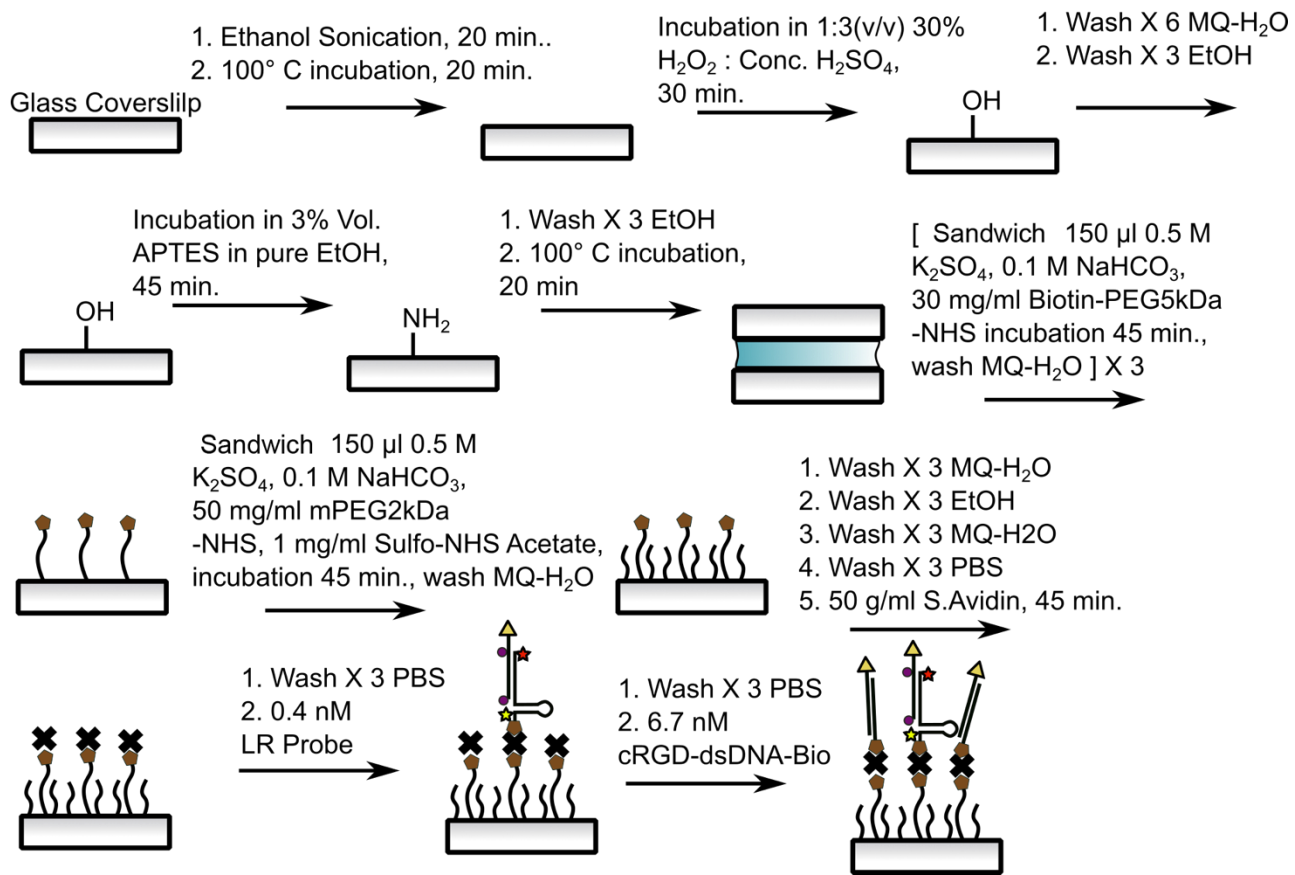 1. Ethanol Sonication, 20 min..
2. 100° C incubation, 20 min.
Glass Coverslilp
Incubation in 1:3(v/v) 30%
H₂O₂ : Conc. H₂SO₄,
30 min.
OH
1. Wash X 6 MQ-H₂O
2. Wash X 3 EtOH
OH
Incubation in 3% Vol.
APTES in pure EtOH,
45 min.
NH₂
1. Wash X 3 EtOH
2. 100° C incubation,
20 min
[ Sandwich 150 µl 0.5 M
K₂SO₄, 0.1 M NaHCO₃,
30 mg/ml Biotin-PEG5kDa
-NHS incubation 45 min.,
wash MQ-H₂O ] X 3
Sandwich 150 µl 0.5 M
K₂SO₄, 0.1 M NaHCO₃,
50 mg/ml mPEG2kDa
-NHS, 1 mg/ml Sulfo-NHS Acetate,
incubation 45 min., wash MQ-H₂O
1. Wash X 3 MQ-H₂O
2. Wash X 3 EtOH
3. Wash X 3 MQ-H2O
4. Wash X 3 PBS
5. 50 g/ml S.Avidin, 45 min.
1. Wash X 3 PBS
2. 0.4 nM
LR Probe
1. Wash X 3 PBS
2. 6.7 nM
cRGD-dsDNA-Bio